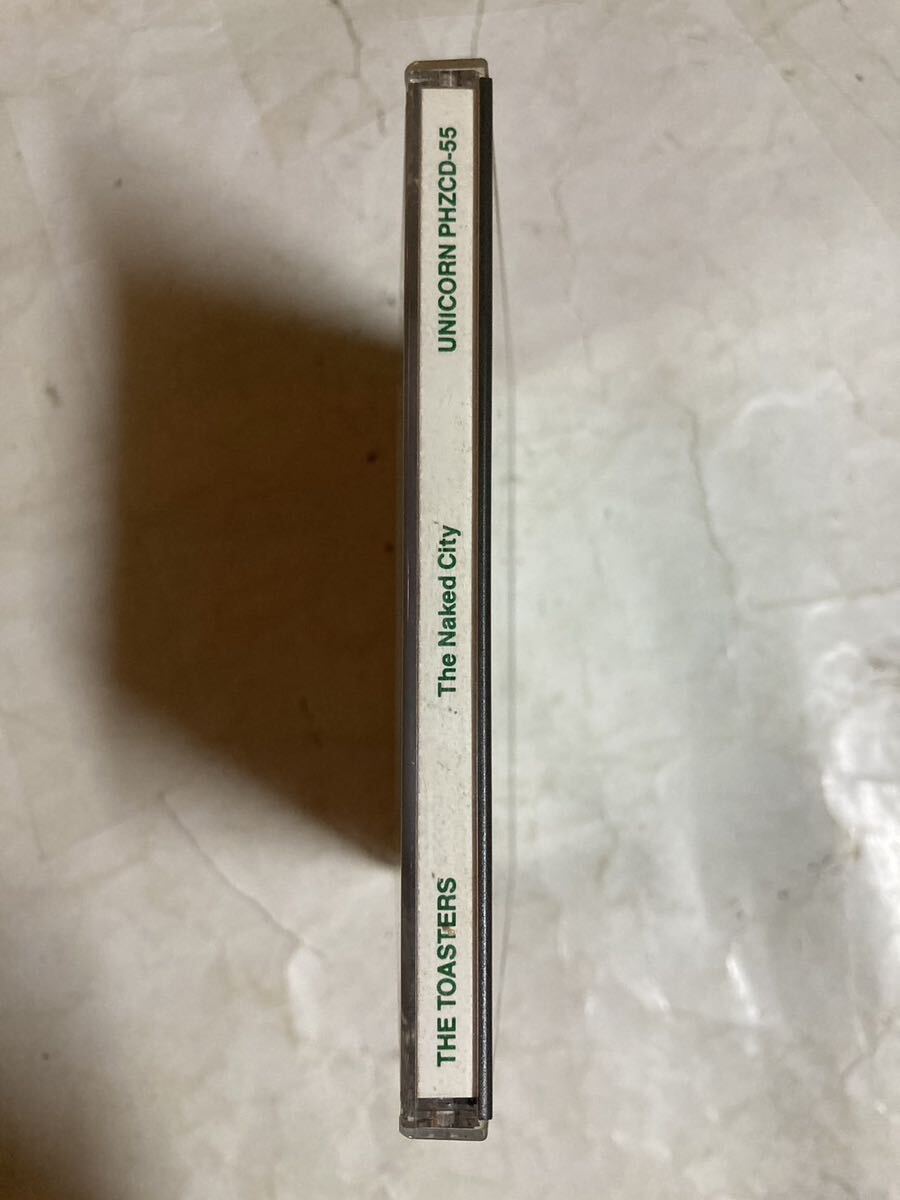 THE TOASTERS The Naked City UNICORN PHZCD-55